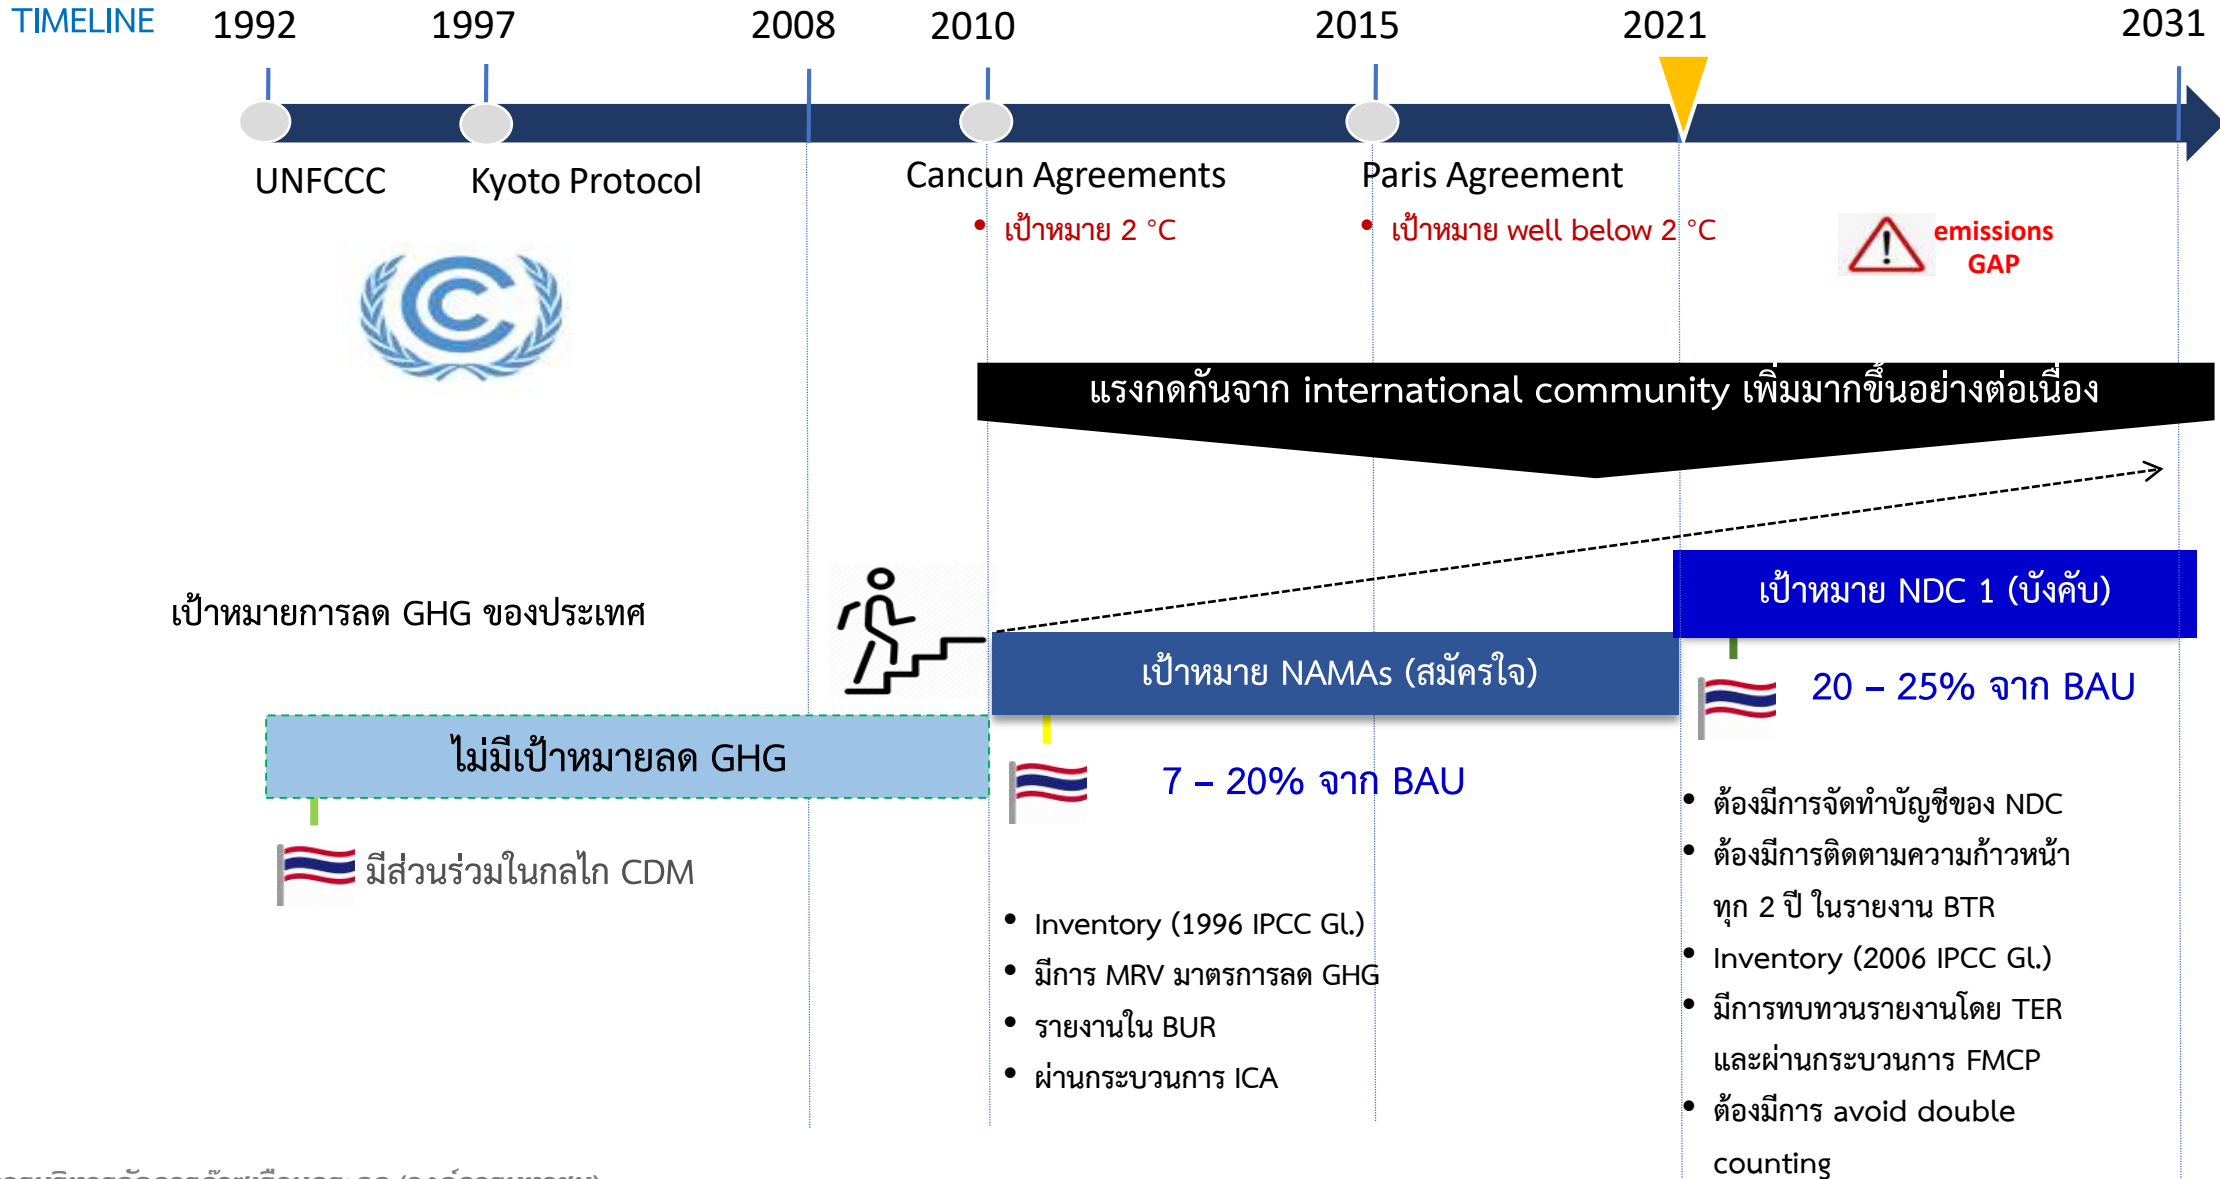 TIMELINE
1992
1997
2008
2010
2015
2021
2031
UNFCCC
Kyoto Protocol
Cancun Agreements
Paris Agreement
• เป้าหมาย 2 °C
• เป้าหมาย well below 2 °C
emissions
GAP
แรงกดกันจาก international community เพิ่มมากขึ้นอย่างต่อเนื่อง
เป้าหมายการลด GHG ของประเทศ
เป้าหมาย NDC 1 (บังคับ)
เป้าหมาย NAMAs (สมัครใจ)
20 – 25% จาก BAU
ไม่มีเป้าหมายลด GHG
7 – 20% จาก BAU
มีส่วนร่วมในกลไก CDM
• Inventory (1996 IPCC Gl.)
• มีการ MRV มาตรการลด GHG
• รายงานใน BUR
• ผ่านกระบวนการ ICA
• ต้องมีการจัดทำบัญชีของ NDC
• ต้องมีการติดตามความก้าวหน้า
ทุก 2 ปี ในรายงาน BTR
• Inventory (2006 IPCC Gl.)
• มีการทบทวนรายงานโดย TER
และผ่านกระบวนการ FMCP
• ต้องมีการ avoid double
counting